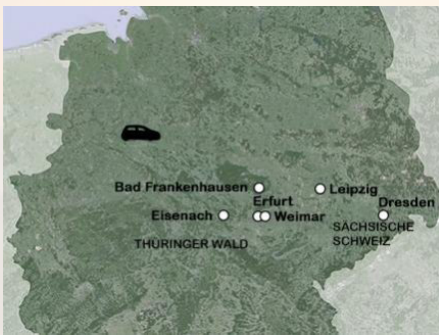 Bad Frankenhausen
Leipzig
Erfurt
Dresden
Eisenach
Weimar
SÄCHSISCHE
SCHWEIZ
THÜRINGER WALD